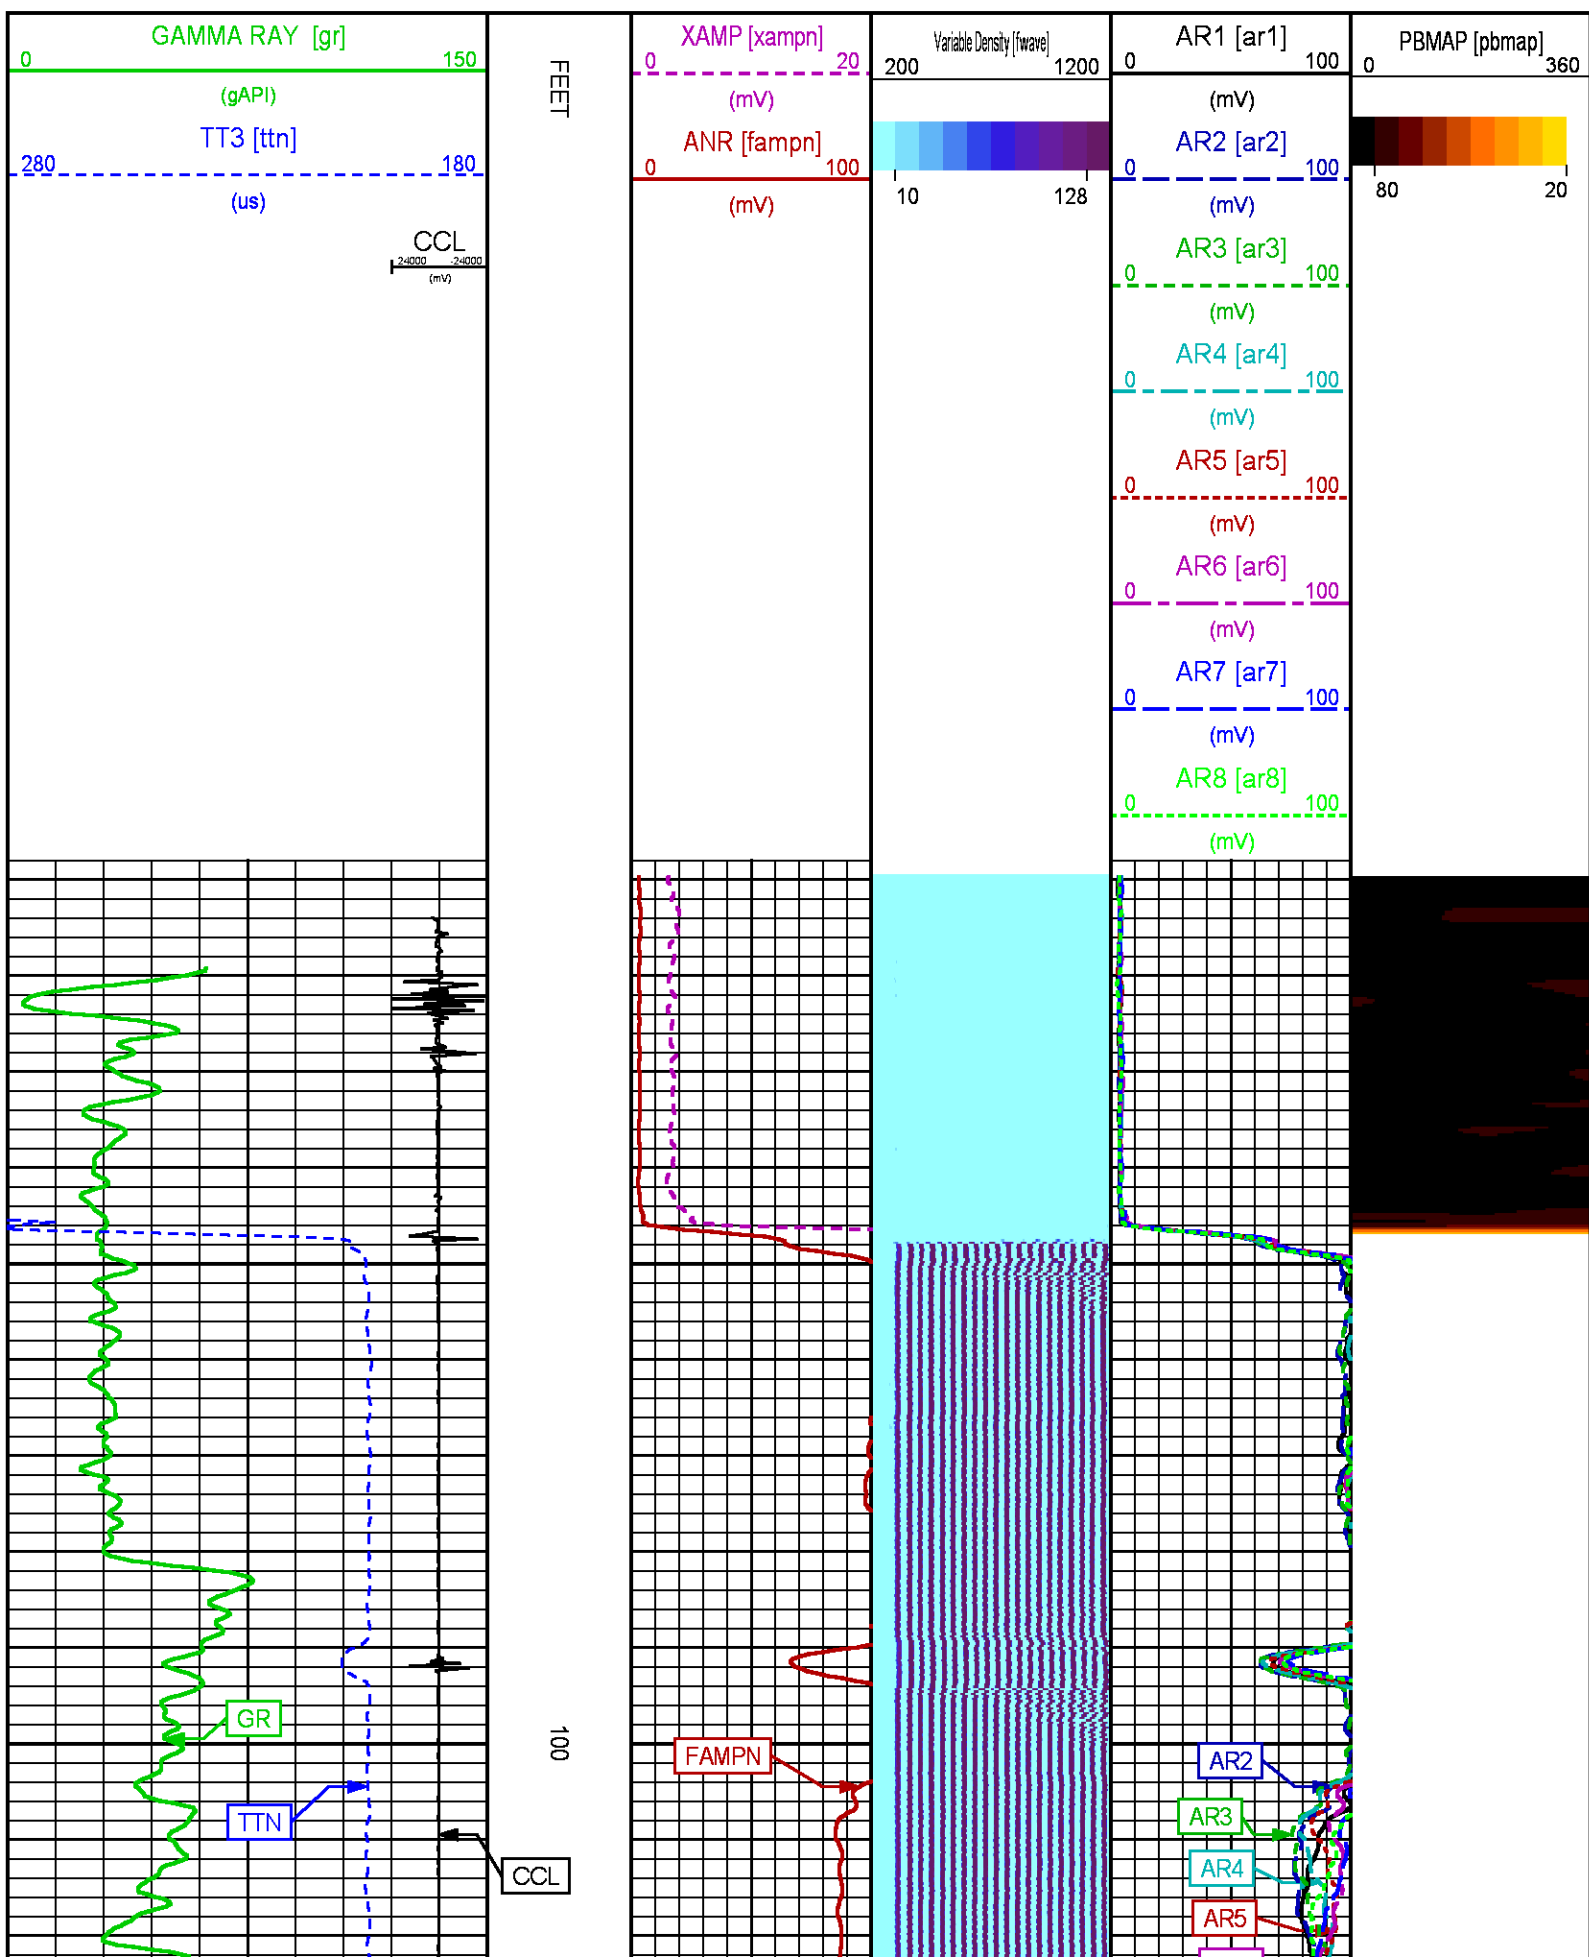 GAMMA RAY [gr]
0 150
(gAPI)
TT3 [ttn]
280 180
(us)
CCL
24000 -24000
(mV)
FEET
XAMP [xampn]
0 20
(mV)
ANR [fampn]
0 100
(mV)
Variable Density [fwave]
200 1200
10 128
AR1 [ar1]
0 100
(mV)
AR2 [ar2]
0 100
(mV)
AR3 [ar3]
0 100
(mV)
AR4 [ar4]
0 100
(mV)
AR5 [ar5]
0 100
(mV)
AR6 [ar6]
0 100
(mV)
AR7 [ar7]
0 100
(mV)
AR8 [ar8]
0 100
(mV)
PBMAP [pbmap]
0 360
80 20
GR
TTN
CCL
100
FAMPN
AR2
AR3
AR4
AR5